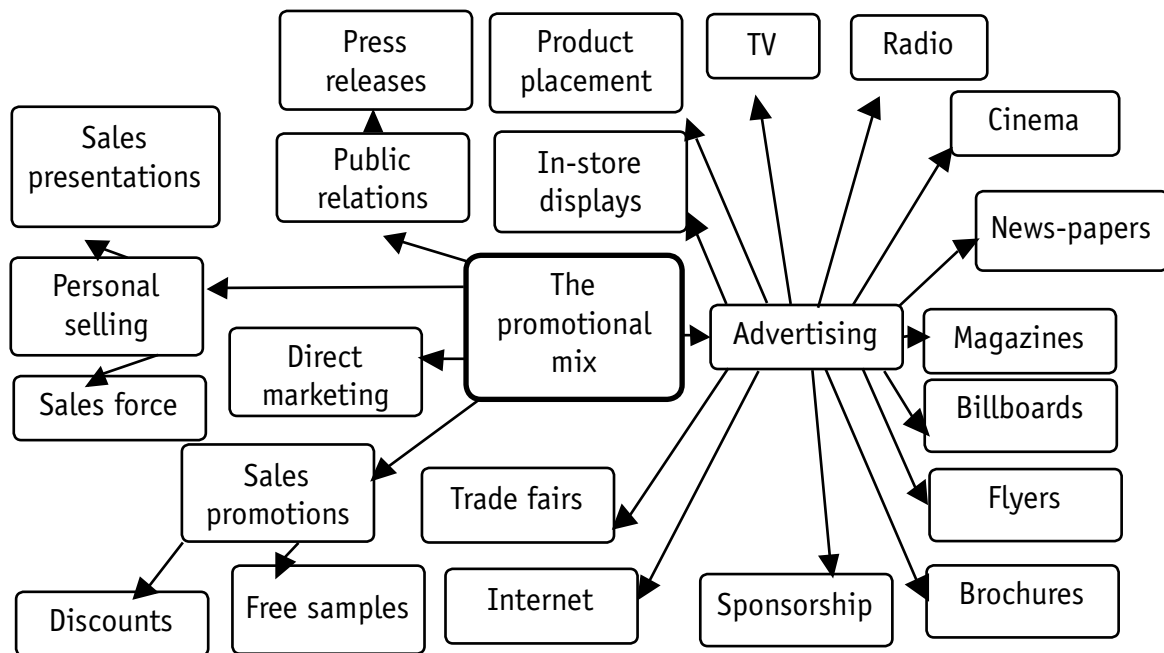 Press
releases
Product
placement
TV
Radio
Cinema
Sales
presentations
Public
relations
In-store
displays
News-papers
Personal
selling
The
promotional
mix
Advertising
Magazines
Direct
marketing
Sales force
Billboards
Sales
promotions
Trade fairs
Flyers
Discounts
Free samples
Internet
Sponsorship
Brochures